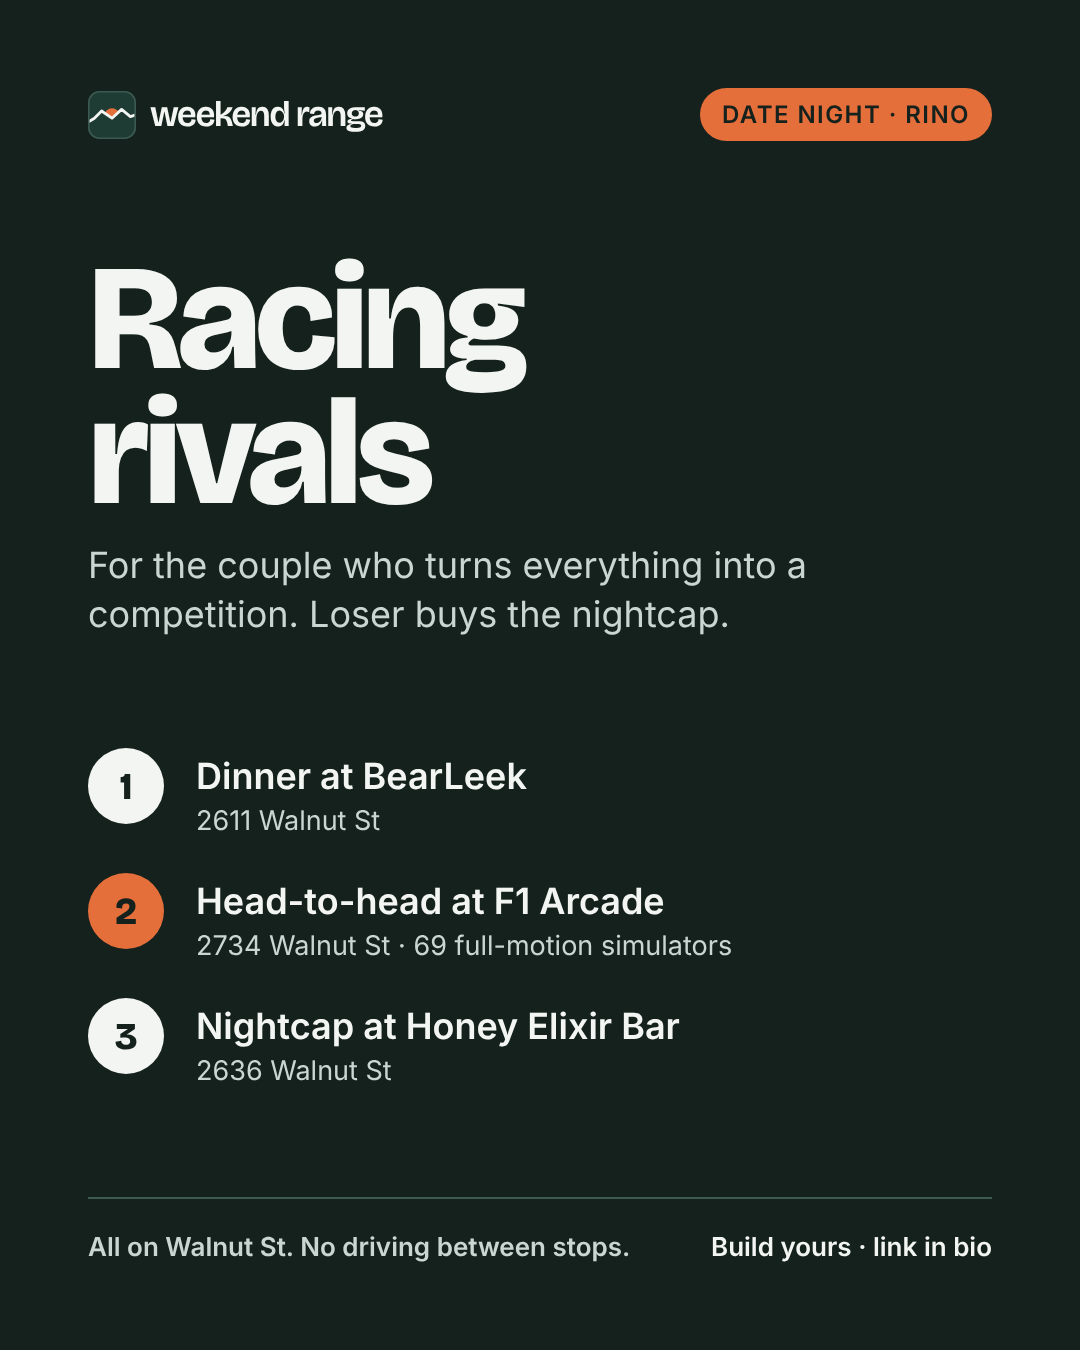 weekend range
DATE NIGHT · RINO
Racing
rivals
For the couple who turns everything into a
competition. Loser buys the nightcap.
1
Dinner at BearLeek
2611 Walnut St
2
Head-to-head at F1 Arcade
2734 Walnut St · 69 full-motion simulators
3
Nightcap at Honey Elixir Bar
2636 Walnut St
All on Walnut St. No driving between stops.
Build yours · link in bio